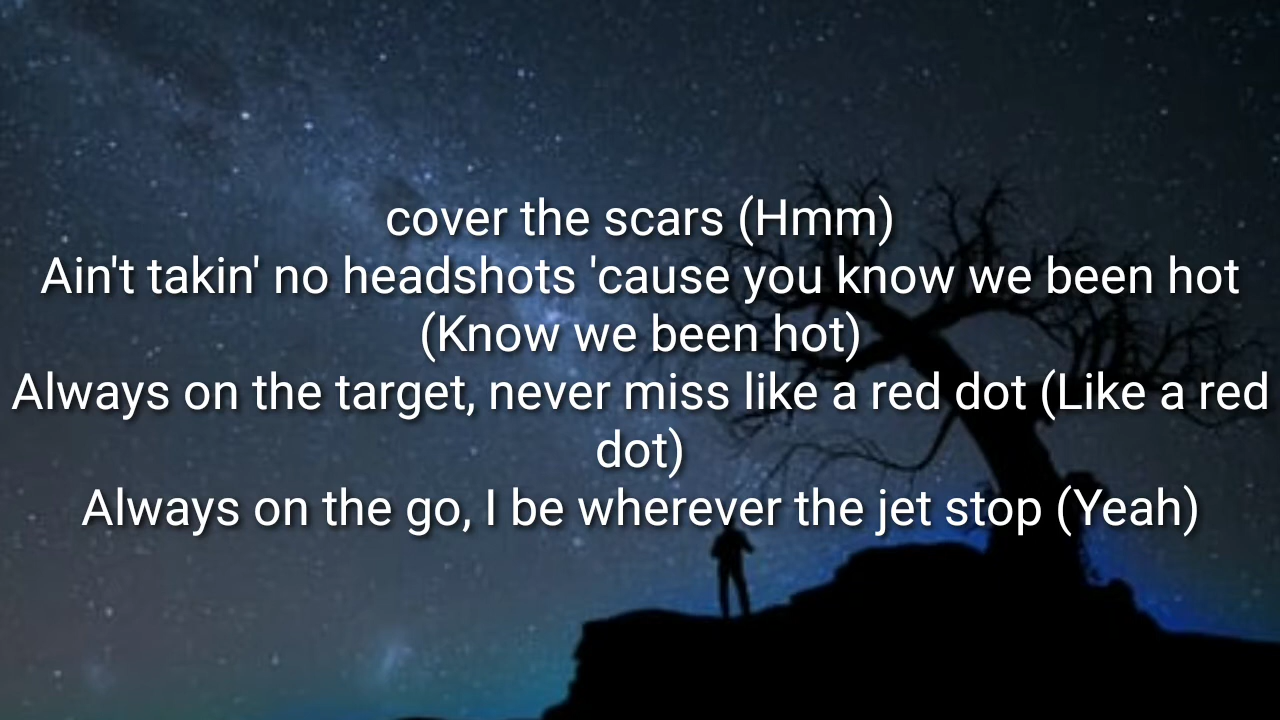 cover the scars (Hmm)
Ain't takin' no headshots 'cause you know we been hot
(Know we been hot)
Always on the target, never miss like a red dot (Like a red
dot)
Always on the go, I be wherever the jet stop (Yeah)